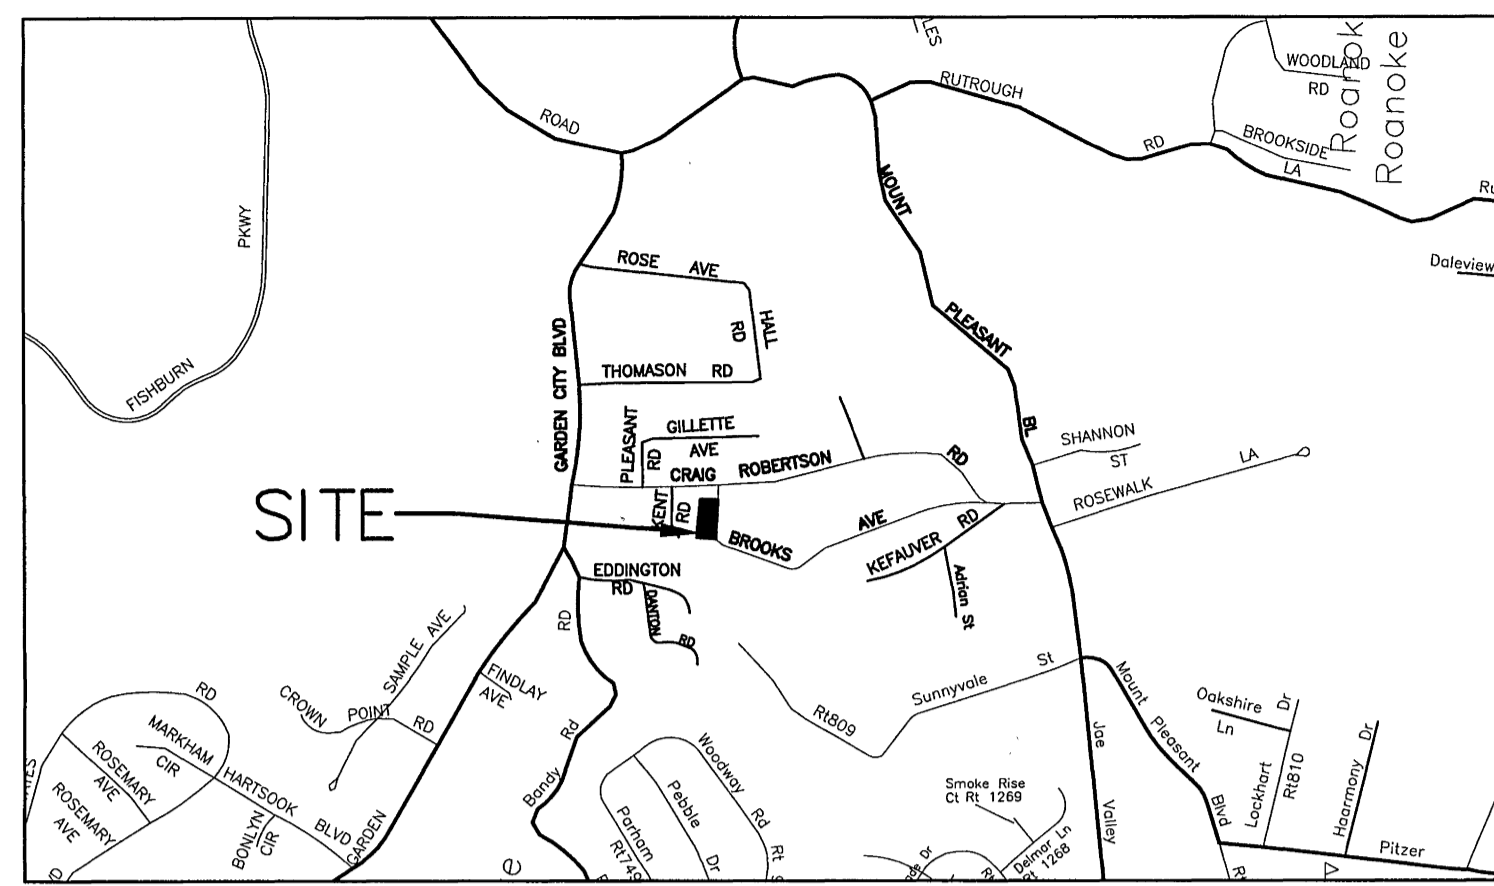 LES
WOODLAND
RD
Roanok
Roanoke
RUTROUGH
RD
BROOKSIDE
LA
ROAD
MOUNT
PLEASANT
BL
PKWY
FISHBURN
Daleview
ROSE AVE
HALL
RD
GARDEN CITY BLVD
THOMASON RD
PLEASANT
RD
GILLETTE
AVE
CRAIG
ROBERTSON
RD
SHANNON
ST
ROSEWALK
LA
SITE
KENT
RD
BROOKS
AVE
KEFAUVER
RD
Adrian St
EDDINGTON
RD
DANTON
RD
RD
SAMPLE AVE
FINDLAY
AVE
CROWN
POINT
RD
RD
MARKHAM
CIR
ROSEMARY
AVE
ROSEMARY
AVE
HARTSOOK
BLVD
BONLYN
CIR
GARDEN
Bandy
Rd
Woodway
Rd
Rt
Pebble
Dr
Parham
Rt749
Rt809
Sunnyvale
St
Mount
Pleasant
Blvd
Jae
Valley
Smoke Rise
Ct Rt 1269
Delmar Ln
Rt 1268
Oakshire
Ln
Dr
Lockhart
Rt810
Haarmony Dr
Pitzer